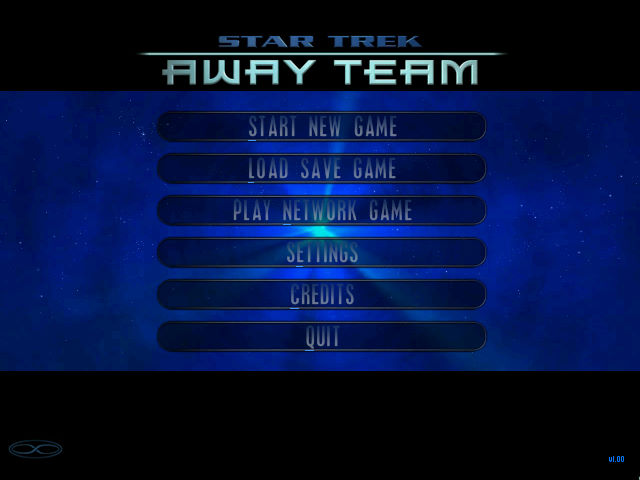 STAR TREK
AWAY TEAM
START NEW GAME
LOAD SAVE GAME
PLAY NETWORK GAME
SETTINGS
CREDITS
QUIT
v1.00